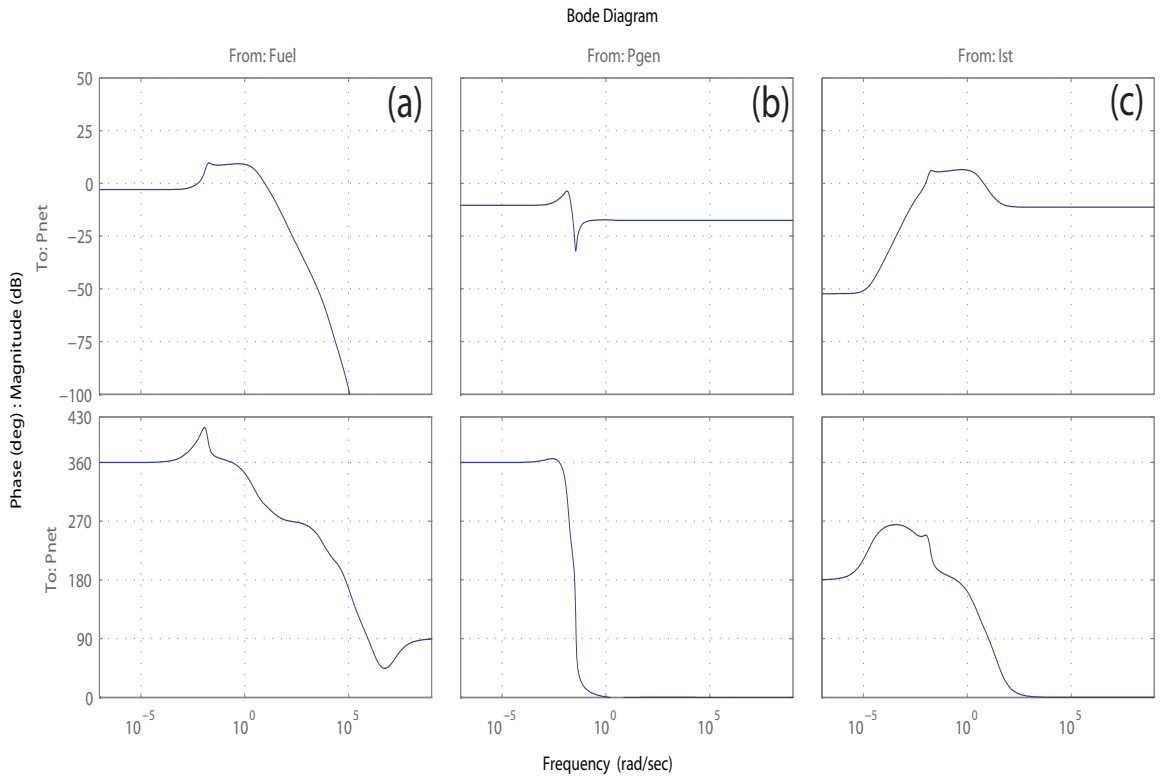 Bode Diagram
From: Fuel
From: Pgen
From: Ist
(a)
(b)
(c)
50
25
0
−25
−50
−75
−100
To: Pnet
Phase (deg) : Magnitude (dB)
430
360
270
180
90
0
To: Pnet
10^−5 10^0 10^5
10^−5 10^0 10^5
10^−5 10^0 10^5
Frequency (rad/sec)